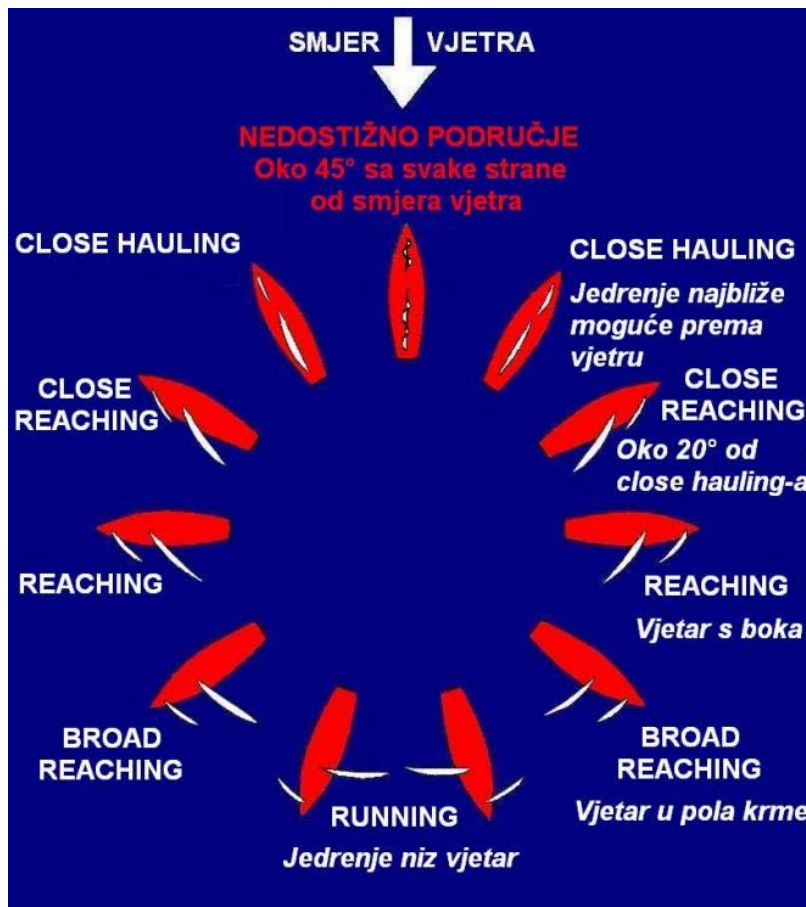 SMJER VJETRA
NEDOSTIŽNO PODRUČJE
Oko 45° sa svake strane
od smjera vjetra
CLOSE HAULING
CLOSE HAULING
Jedrenje najbliže
moguće prema
vjetru
CLOSE
REACHING
CLOSE
REACHING
Oko 20° od
close hauling-a
REACHING
REACHING
Vjetar s boka
BROAD
REACHING
BROAD
REACHING
Vjetar u pola krme
RUNNING
Jedrenje niz vjetar